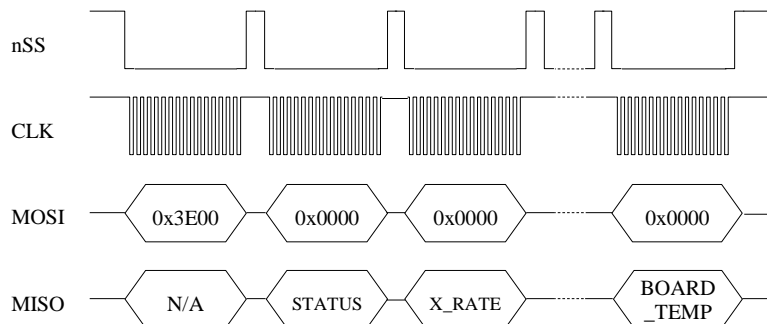 nSS
CLK
MOSI 0x3E00 0x0000 0x0000 0x0000
MISO N/A STATUS X_RATE BOARD
_TEMP